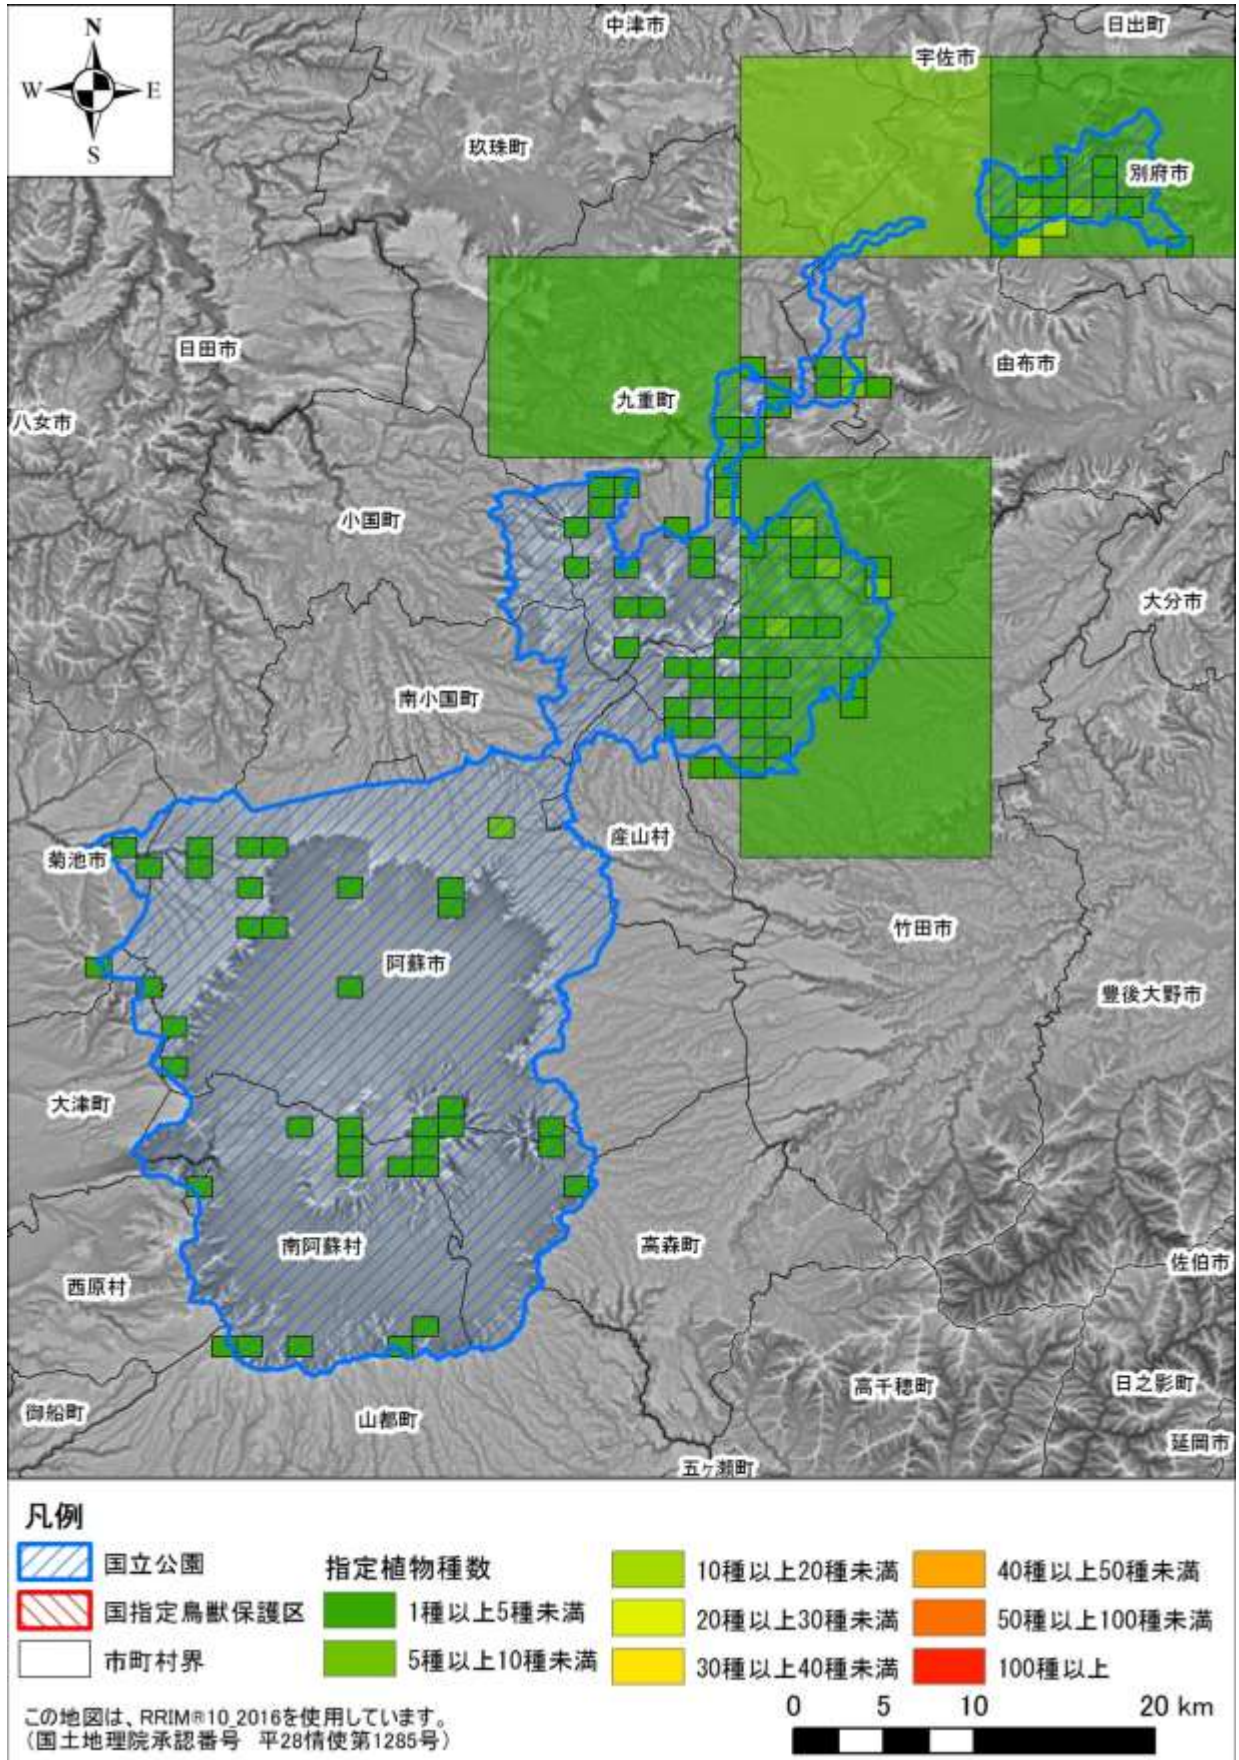 N
W
E
S
中津市
日出町
宇佐市
玖珠町
別府市
日田市
由布市
九重町
八女市
小国町
大分市
南小国町
産山村
菊池市
竹田市
阿蘇市
豊後大野市
大津町
南阿蘇村
高森町
佐伯市
西原村
高千穂町
日之影町
御船町
山都町
延岡市
五ヶ瀬町
凡例
国立公園
国指定鳥獣保護区
市町村界
指定植物種数
1種以上5種未満
5種以上10種未満
10種以上20種未満
20種以上30種未満
30種以上40種未満
40種以上50種未満
50種以上100種未満
100種以上
この地図は、RRIM®10_2016を使用しています。
(国土地理院承認番号 平28情使第1285号)
0 5 10 20 km